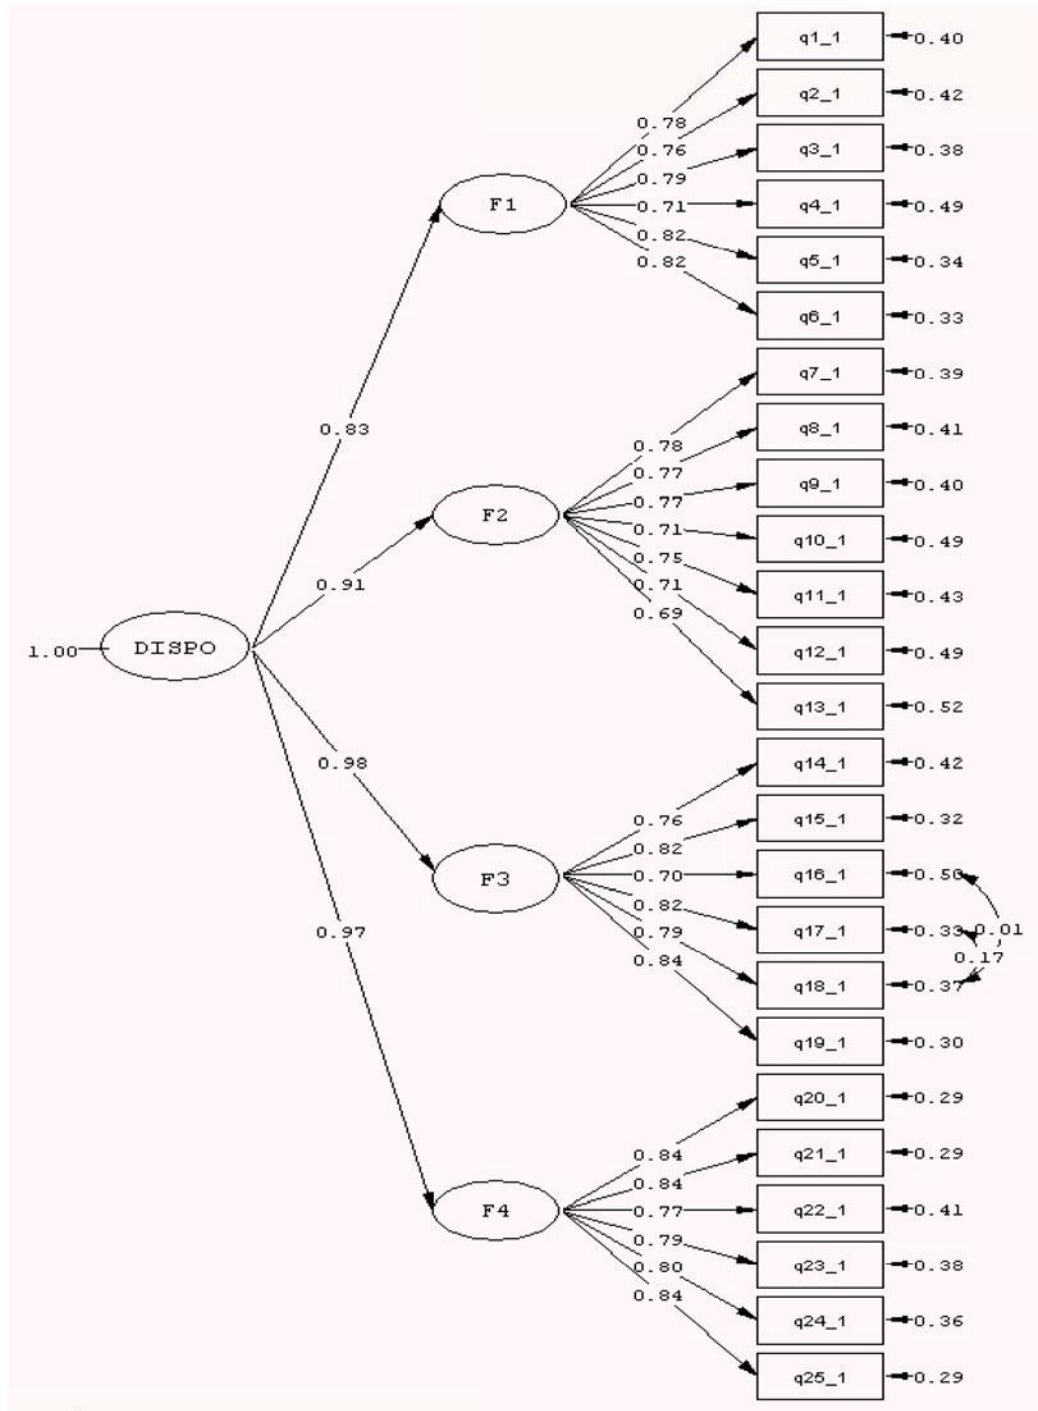 q1_1 0.40
q2_1 0.42
0.78
0.76 q3_1 0.38
0.79
F1 0.71 q4_1 0.49
0.82
0.82 q5_1 0.34
q6_1 0.33
q7_1 0.39
0.83 q8_1 0.41
0.78
0.77 q9_1 0.40
0.77
F2 0.71 q10_1 0.49
0.75
0.91 0.71 q11_1 0.43
0.69
1.00 DISPO q12_1 0.49
q13_1 0.52
0.98 q14_1 0.42
0.76 q15_1 0.32
0.82
F3 0.70 q16_1 0.50
0.82
0.97 0.79 q17_1 0.33 0.01
0.84 0.17
q18_1 0.37
q19_1 0.30
q20_1 0.29
0.84 q21_1 0.29
0.84
F4 0.77 q22_1 0.41
0.79
0.80 q23_1 0.38
0.84
q24_1 0.36
q25_1 0.29